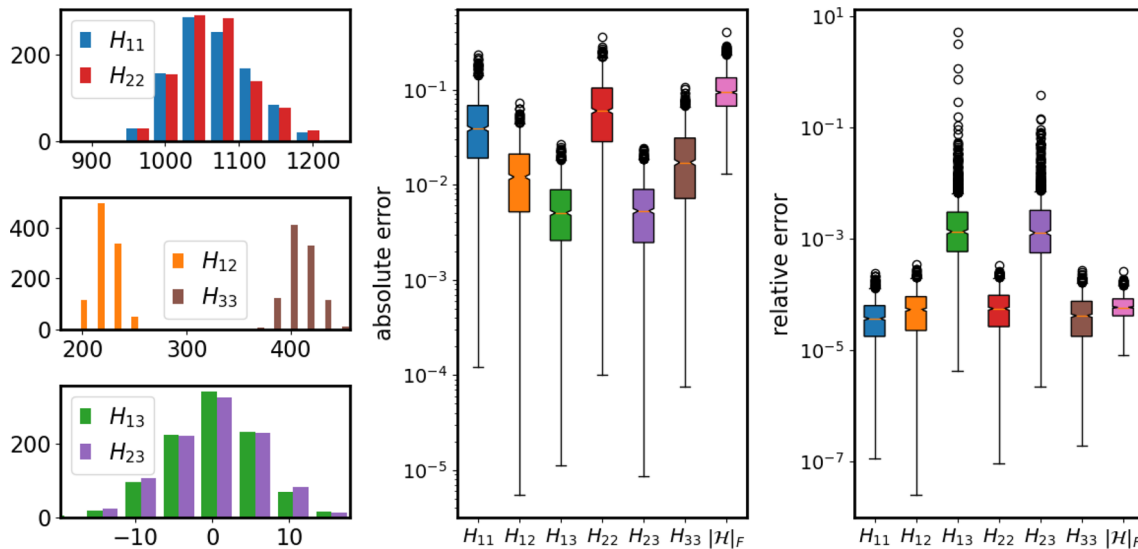 200
0
H₁₁
H₂₂
900 1000 1100 1200
400
200
0
H₁₂
H₃₃
200 300 400
200
0
H₁₃
H₂₃
−10 0 10
absolute error
10⁻¹
10⁻²
10⁻³
10⁻⁴
10⁻⁵
H₁₁ H₁₂ H₁₃ H₂₂ H₂₃ H₃₃ |ℋ|F
relative error
10¹
10⁻¹
10⁻³
10⁻⁵
10⁻⁷
H₁₁ H₁₂ H₁₃ H₂₂ H₂₃ H₃₃ |ℋ|F